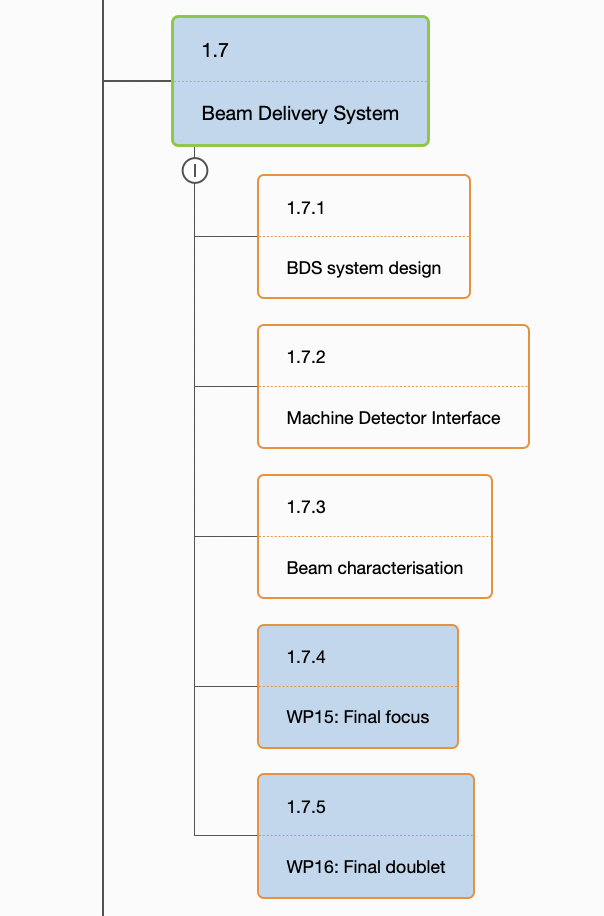 1.7
Beam Delivery System
1.7.1
BDS system design
1.7.2
Machine Detector Interface
1.7.3
Beam characterisation
1.7.4
WP15: Final focus
1.7.5
WP16: Final doublet